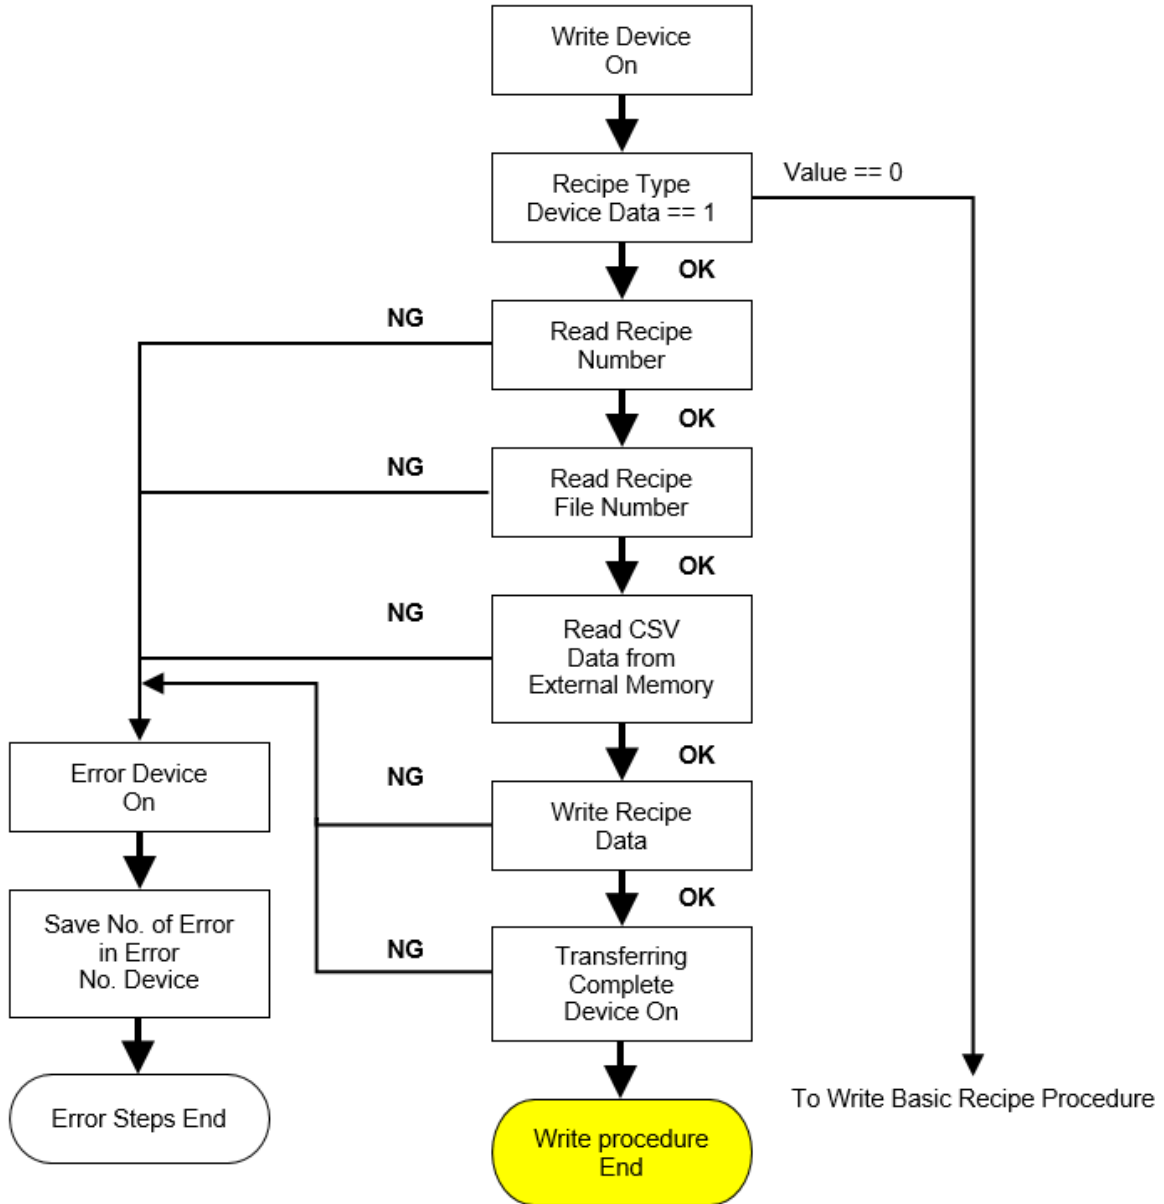 Write Device
On
Value == 0
Recipe Type
Device Data == 1
OK
NG
Read Recipe
Number
OK
NG
Read Recipe
File Number
OK
NG
Read CSV
Data from
External Memory
OK
NG
Error Device
On
Write Recipe
Data
OK
NG
Save No. of Error
in Error
No. Device
Transferring
Complete
Device On
Error Steps End
To Write Basic Recipe Procedure
Write procedure
End